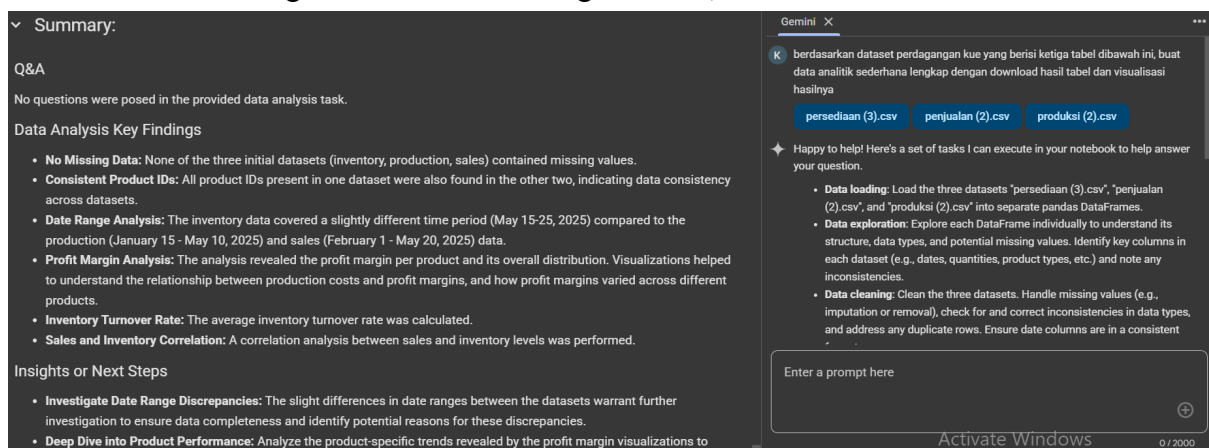 Summary:
Q&A
No questions were posed in the provided data analysis task.
Data Analysis Key Findings
• No Missing Data: None of the three initial datasets (inventory, production, sales) contained missing values.
• Consistent Product IDs: All product IDs present in one dataset were also found in the other two, indicating data consistency
across datasets.
• Date Range Analysis: The inventory data covered a slightly different time period (May 15-25, 2025) compared to the
production (January 15 - May 10, 2025) and sales (February 1 - May 20, 2025) data.
• Profit Margin Analysis: The analysis revealed the profit margin per product and its overall distribution. Visualizations helped
to understand the relationship between production costs and profit margins, and how profit margins varied across different
products.
• Inventory Turnover Rate: The average inventory turnover rate was calculated.
• Sales and Inventory Correlation: A correlation analysis between sales and inventory levels was performed.
Insights or Next Steps
• Investigate Date Range Discrepancies: The slight differences in date ranges between the datasets warrant further
investigation to ensure data completeness and identify potential reasons for these discrepancies.
• Deep Dive into Product Performance: Analyze the product-specific trends revealed by the profit margin visualizations to
Gemini ✕
K berdasarkan dataset perdagangan kue yang berisi ketiga tabel dibawah ini, buat
data analitik sederhana lengkap dengan download hasil tabel dan visualisasi
hasilnya
persediaan (3).csv penjualan (2).csv produksi (2).csv
Happy to help! Here's a set of tasks I can execute in your notebook to help answer
your question.
• Data loading: Load the three datasets "persediaan (3).csv", "penjualan
(2).csv", and "produksi (2).csv" into separate pandas DataFrames.
• Data exploration: Explore each DataFrame individually to understand its
structure, data types, and potential missing values. Identify key columns in
each dataset (e.g., dates, quantities, product types, etc.) and note any
inconsistencies.
• Data cleaning: Clean the three datasets. Handle missing values (e.g.,
imputation or removal), check for and correct inconsistencies in data types,
and address any duplicate rows. Ensure date columns are in a consistent
Enter a prompt here
Activate Windows
0 / 2000